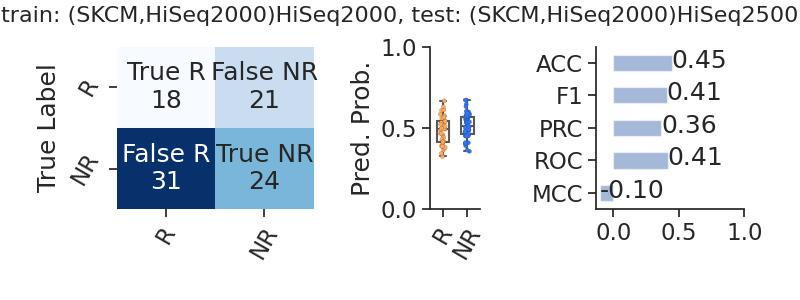 train: (SKCM,HiSeq2000)HiSeq2000, test: (SKCM,HiSeq2000)HiSeq2500
True Label
R
NR
True R
18
False NR
21
False R
31
True NR
24
R
NR
Pred. Prob.
1.0
0.5
0.0
R
NR
ACC
0.45
F1
0.41
PRC
0.36
ROC
0.41
MCC
-0.10
0.0
0.5
1.0